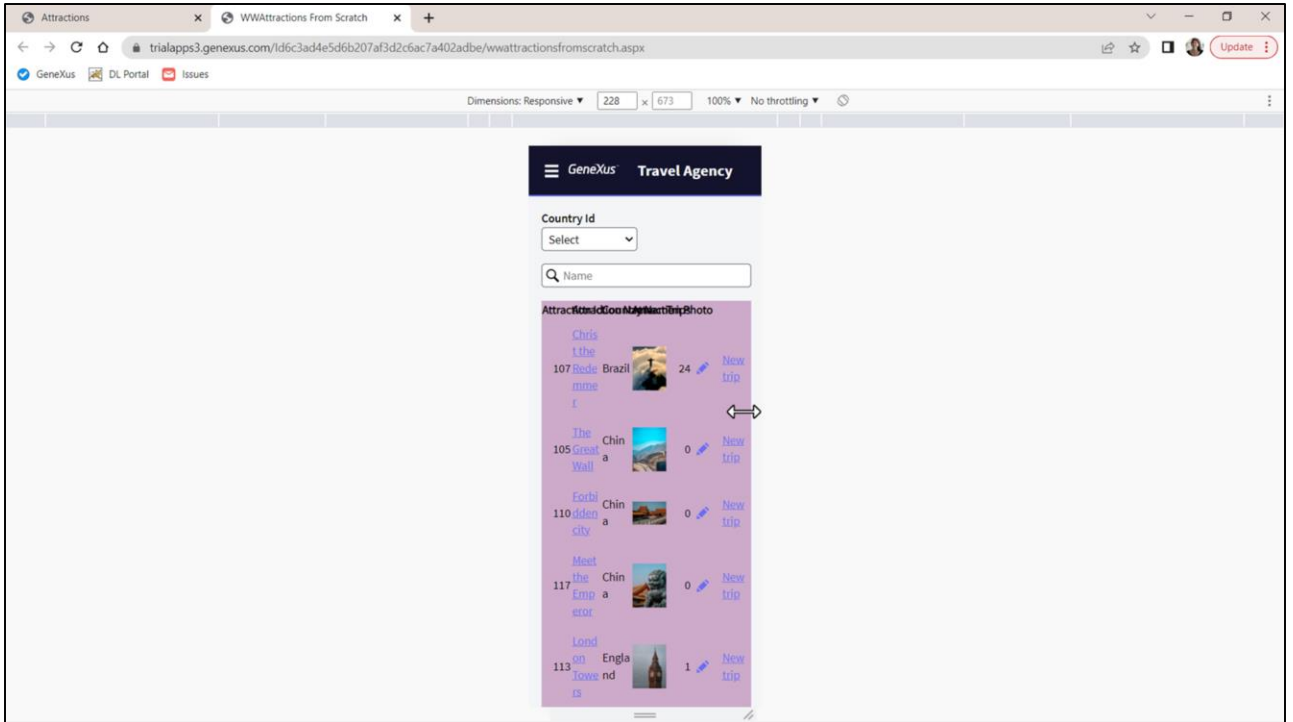 Attractions
WWAttractions From Scratch
trialapps3.genexus.com/Id6c3ad4e5d6b207af3d2c6ac7a402adbe/wwattractionsfromscratch.aspx
Update
GeneXus DL Portal Issues
Dimensions: Responsive ▼ 228 x 673 100% ▼ No throttling ▼
GeneXus Travel Agency
Country Id
Select
Name
Photo
107 Chris
t the
Rede
mme
r Brazil 24 New
trip
105 The
Great
Wall Chin
a 0 New
trip
110 Forbi
dden
city Chin
a 0 New
trip
117 Meet
the
Emp
eror Chin
a 0 New
trip
113 Lond
on
Towe
rs Engla
nd 1 New
trip